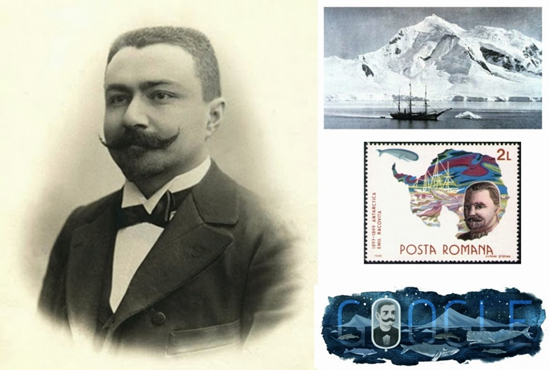 2L
1897-1899 ANTARCTICA
EMIL RACOVITA
POSTA ROMANA
GOOGLE